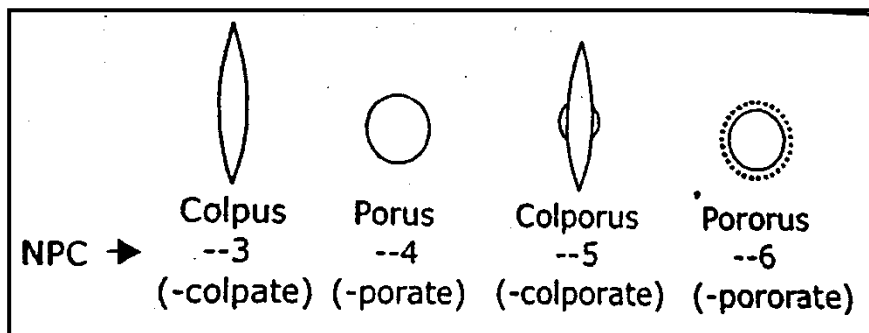 Colpus Porus Colporus Pororus
NPC → --3 --4 --5 --6
(-colpate) (-porate) (-colporate) (-pororate)